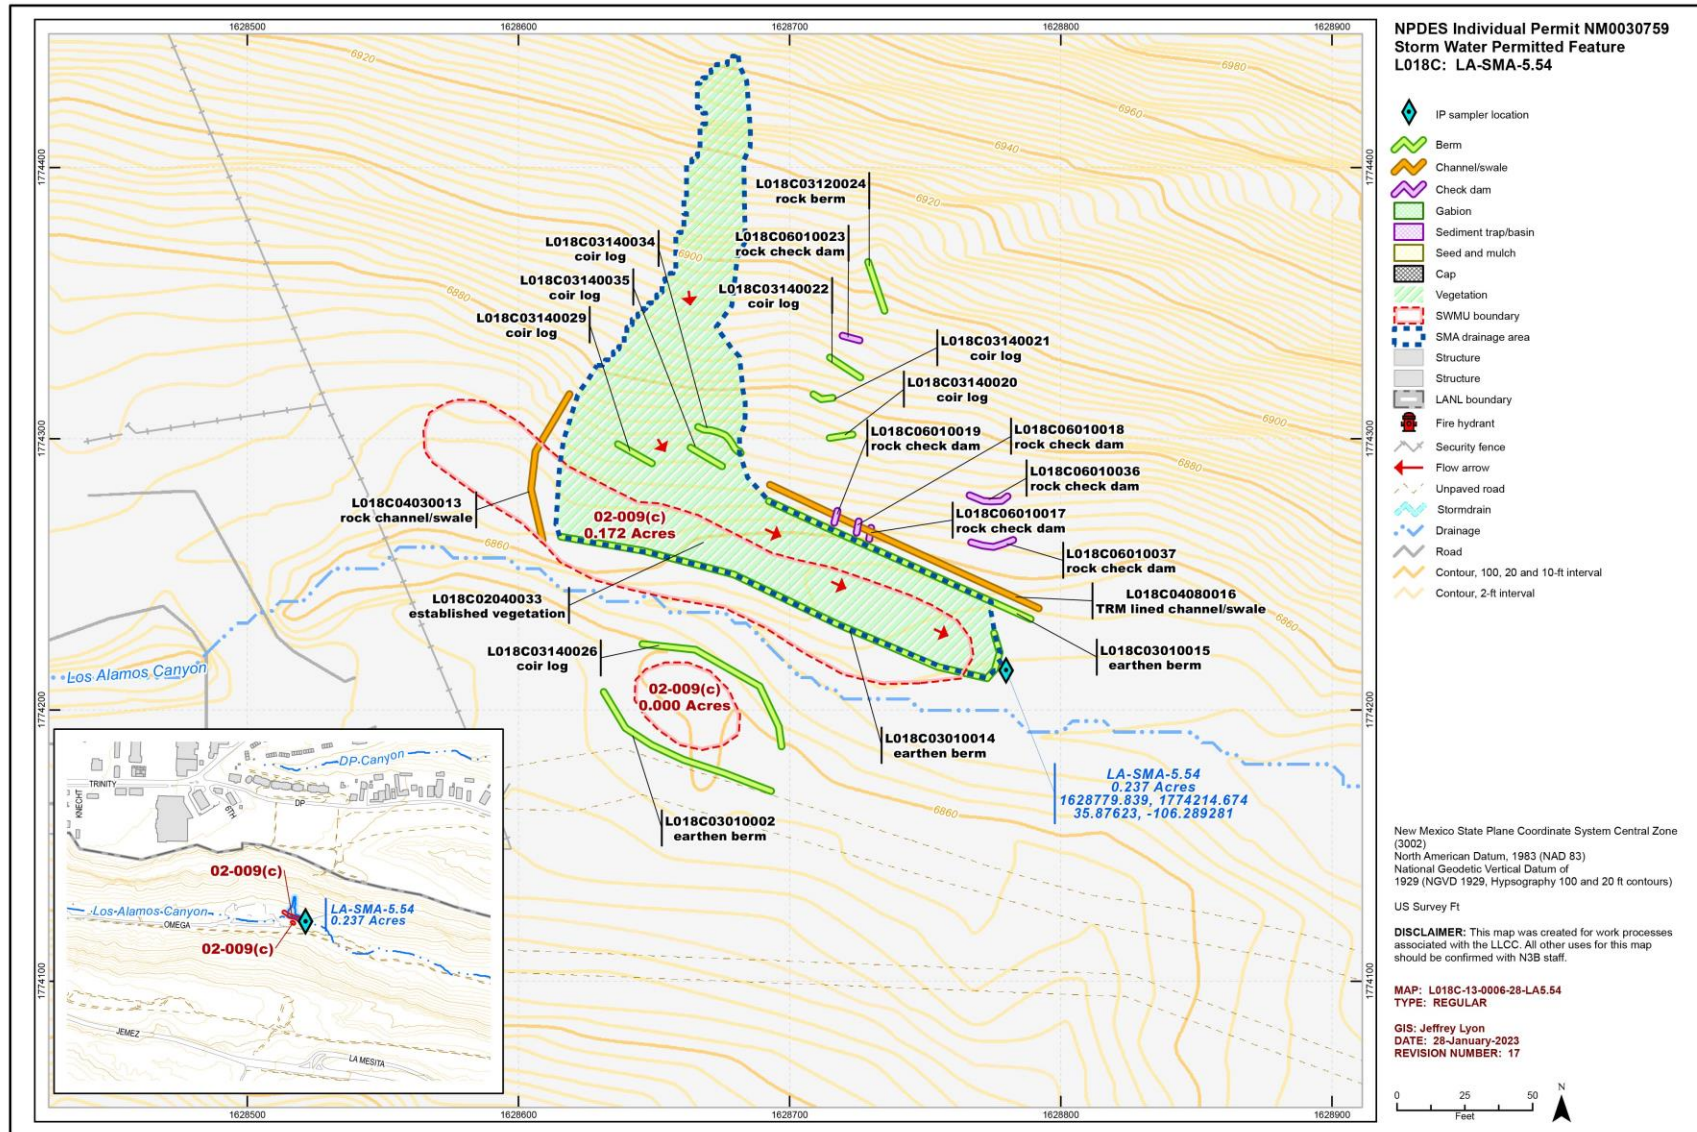 NPDES Individual Permit NM0030759
Storm Water Permitted Feature
L018C: LA-SMA-5.54
IP sampler location
Berm
Channel/swale
Check dam
Gabion
Sediment trap/basin
Seed and mulch
Cap
Vegetation
SWMU boundary
SMA drainage area
Structure
Structure
LANL boundary
Fire hydrant
Security fence
Flow arrow
Unpaved road
Stormdrain
Drainage
Road
Contour, 100, 20 and 10-ft interval
Contour, 2-ft interval
New Mexico State Plane Coordinate System Central Zone
(3002)
North American Datum, 1983 (NAD 83)
National Geodetic Vertical Datum of
1929 (NGVD 1929, Hypsography 100 and 20 ft contours)
US Survey Ft
DISCLAIMER: This map was created for work processes
associated with the LLCC. All other uses for this map
should be confirmed with N3B staff.
MAP: L018C-13-0006-28-LA5.54
TYPE: REGULAR
GIS: Jeffrey Lyon
DATE: 28-January-2023
REVISION NUMBER: 17
0 25 50
Feet
N
1628500 1628600 1628700 1628800 1628900
1774400
1774300
1774200
1774100
1774400
1774300
1774200
1774100
1628500 1628600 1628700 1628800 1628900
6920
6980
6960
6940
6920
6900
6880
6900
6880
6860
6860
6860
L018C03120024
rock berm
L018C06010023
rock check dam
L018C03140034
coir log
L018C03140035
coir log
L018C03140022
coir log
L018C03140029
coir log
L018C03140021
coir log
L018C03140020
coir log
L018C06010019
rock check dam
L018C06010018
rock check dam
L018C06010036
rock check dam
L018C04030013
rock channel/swale
L018C06010017
rock check dam
02-009(c)
0.172 Acres
L018C06010037
rock check dam
L018C02040033
established vegetation
L018C04080016
TRM lined channel/swale
L018C03140026
coir log
L018C03010015
earthen berm
Los Alamos Canyon
02-009(c)
0.000 Acres
L018C03010014
earthen berm
LA-SMA-5.54
0.237 Acres
1628779.839, 1774214.674
35.87623, -106.289281
L018C03010002
earthen berm
DP-Canyon
TRINITY
KNECHT
6TH
DP
02-009(c)
Los-Alamos-Canyon
LA-SMA-5.54
0.237 Acres
OMEGA
02-009(c)
JEMEZ
LA MESITA